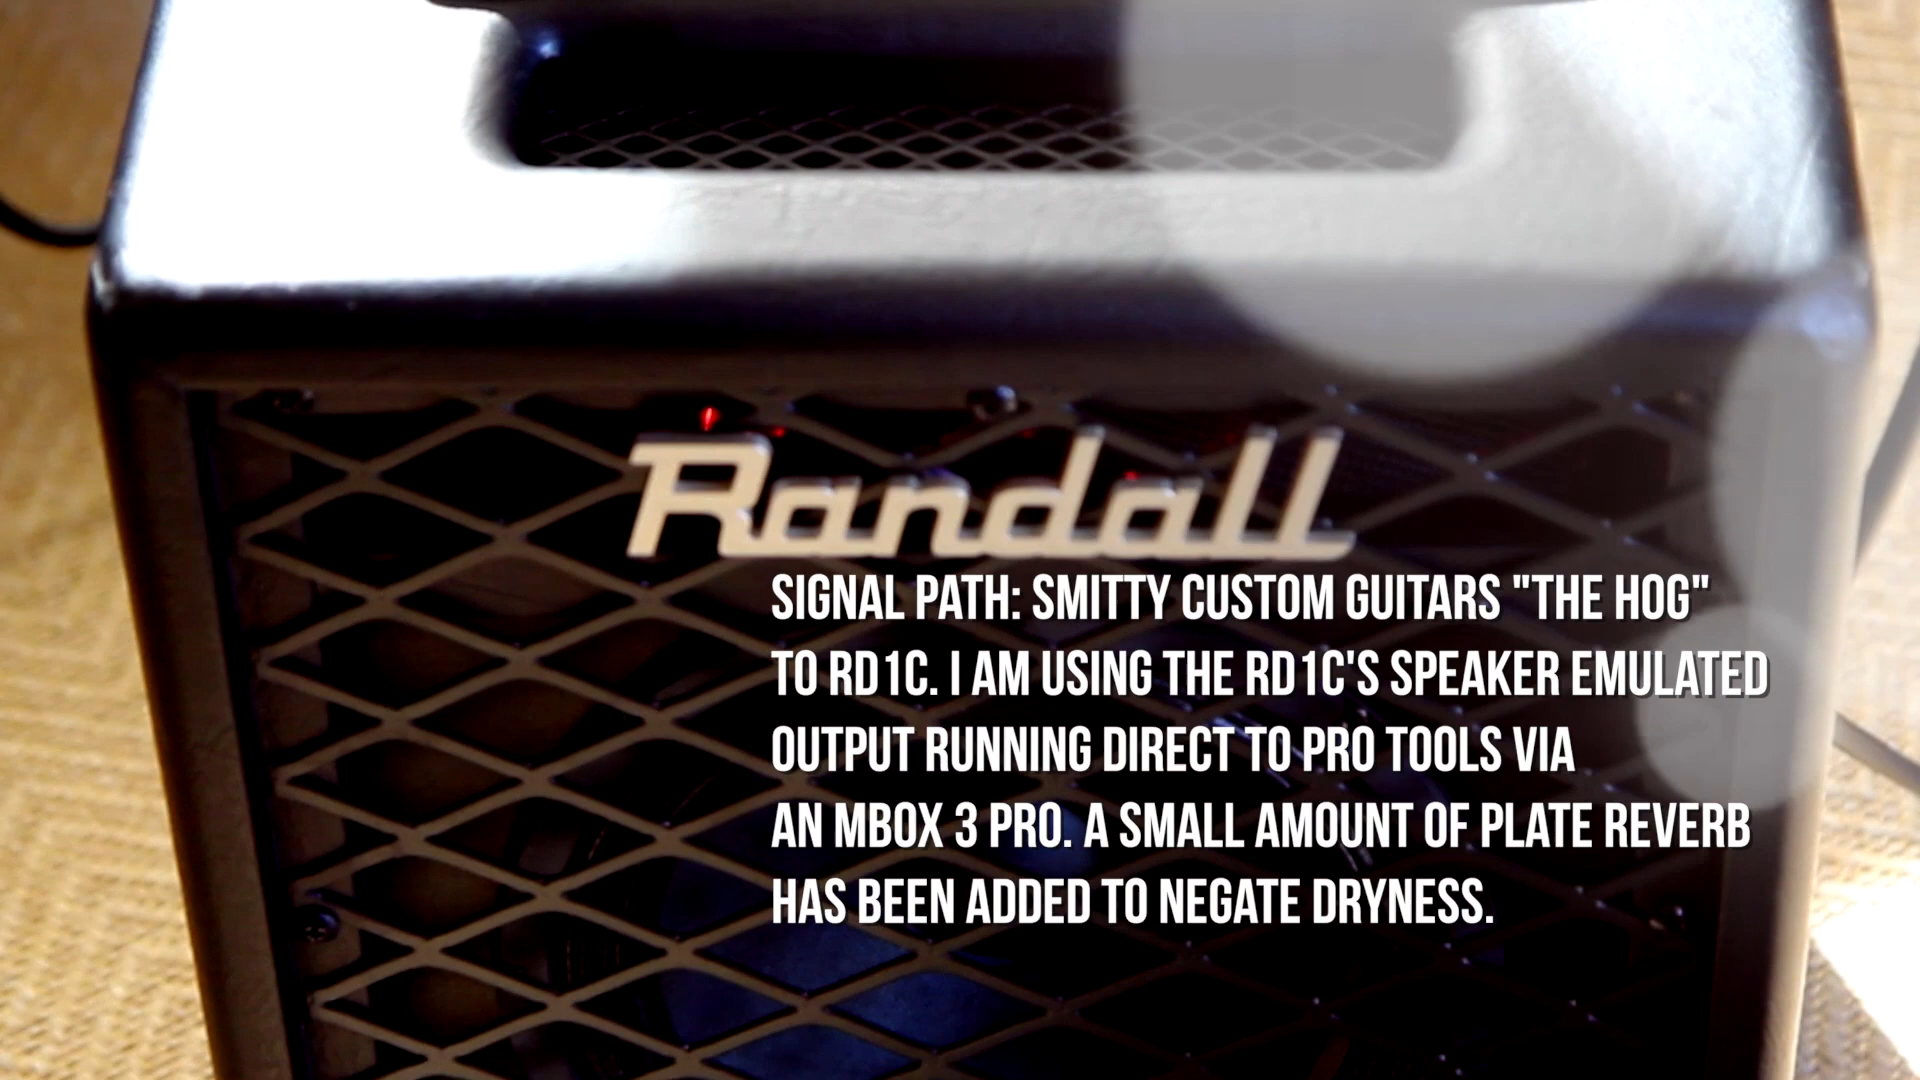 Randall
SIGNAL PATH: SMITTY CUSTOM GUITARS "THE HOG"
TO RD1C. I AM USING THE RD1C'S SPEAKER EMULATED
OUTPUT RUNNING DIRECT TO PRO TOOLS VIA
AN MBOX 3 PRO. A SMALL AMOUNT OF PLATE REVERB
HAS BEEN ADDED TO NEGATE DRYNESS.